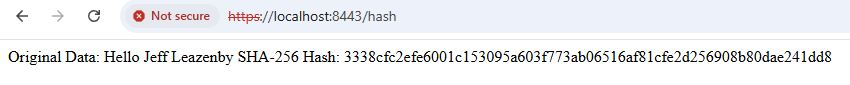 Not secure https://localhost:8443/hash
Original Data: Hello Jeff Leazenby SHA-256 Hash: 3338cfc2efe6001c153095a603f773ab06516af81cfe2d256908b80dae241dd8